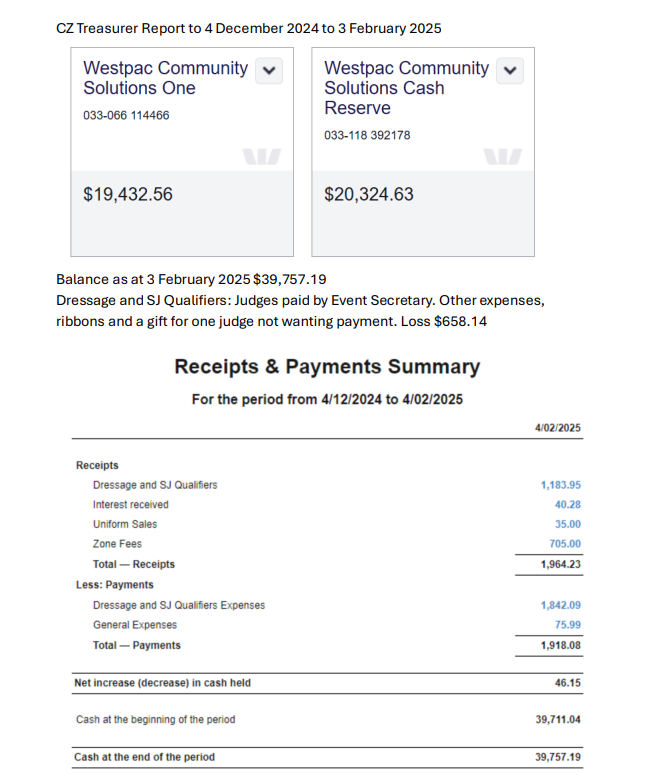 CZ Treasurer Report to 4 December 2024 to 3 February 2025
Westpac Community
Solutions One
033-066 114466
$19,432.56
Westpac Community
Solutions Cash
Reserve
033-118 392178
$20,324.63
Balance as at 3 February 2025 $39,757.19
Dressage and SJ Qualifiers: Judges paid by Event Secretary. Other expenses,
ribbons and a gift for one judge not wanting payment. Loss $658.14
Receipts & Payments Summary
For the period from 4/12/2024 to 4/02/2025
4/02/2025
Receipts
Dressage and SJ Qualifiers 1,183.95
Interest received 40.28
Uniform Sales 35.00
Zone Fees 705.00
Total — Receipts 1,964.23
Less: Payments
Dressage and SJ Qualifiers Expenses 1,842.09
General Expenses 75.99
Total — Payments 1,918.08
Net increase (decrease) in cash held 46.15
Cash at the beginning of the period 39,711.04
Cash at the end of the period 39,757.19